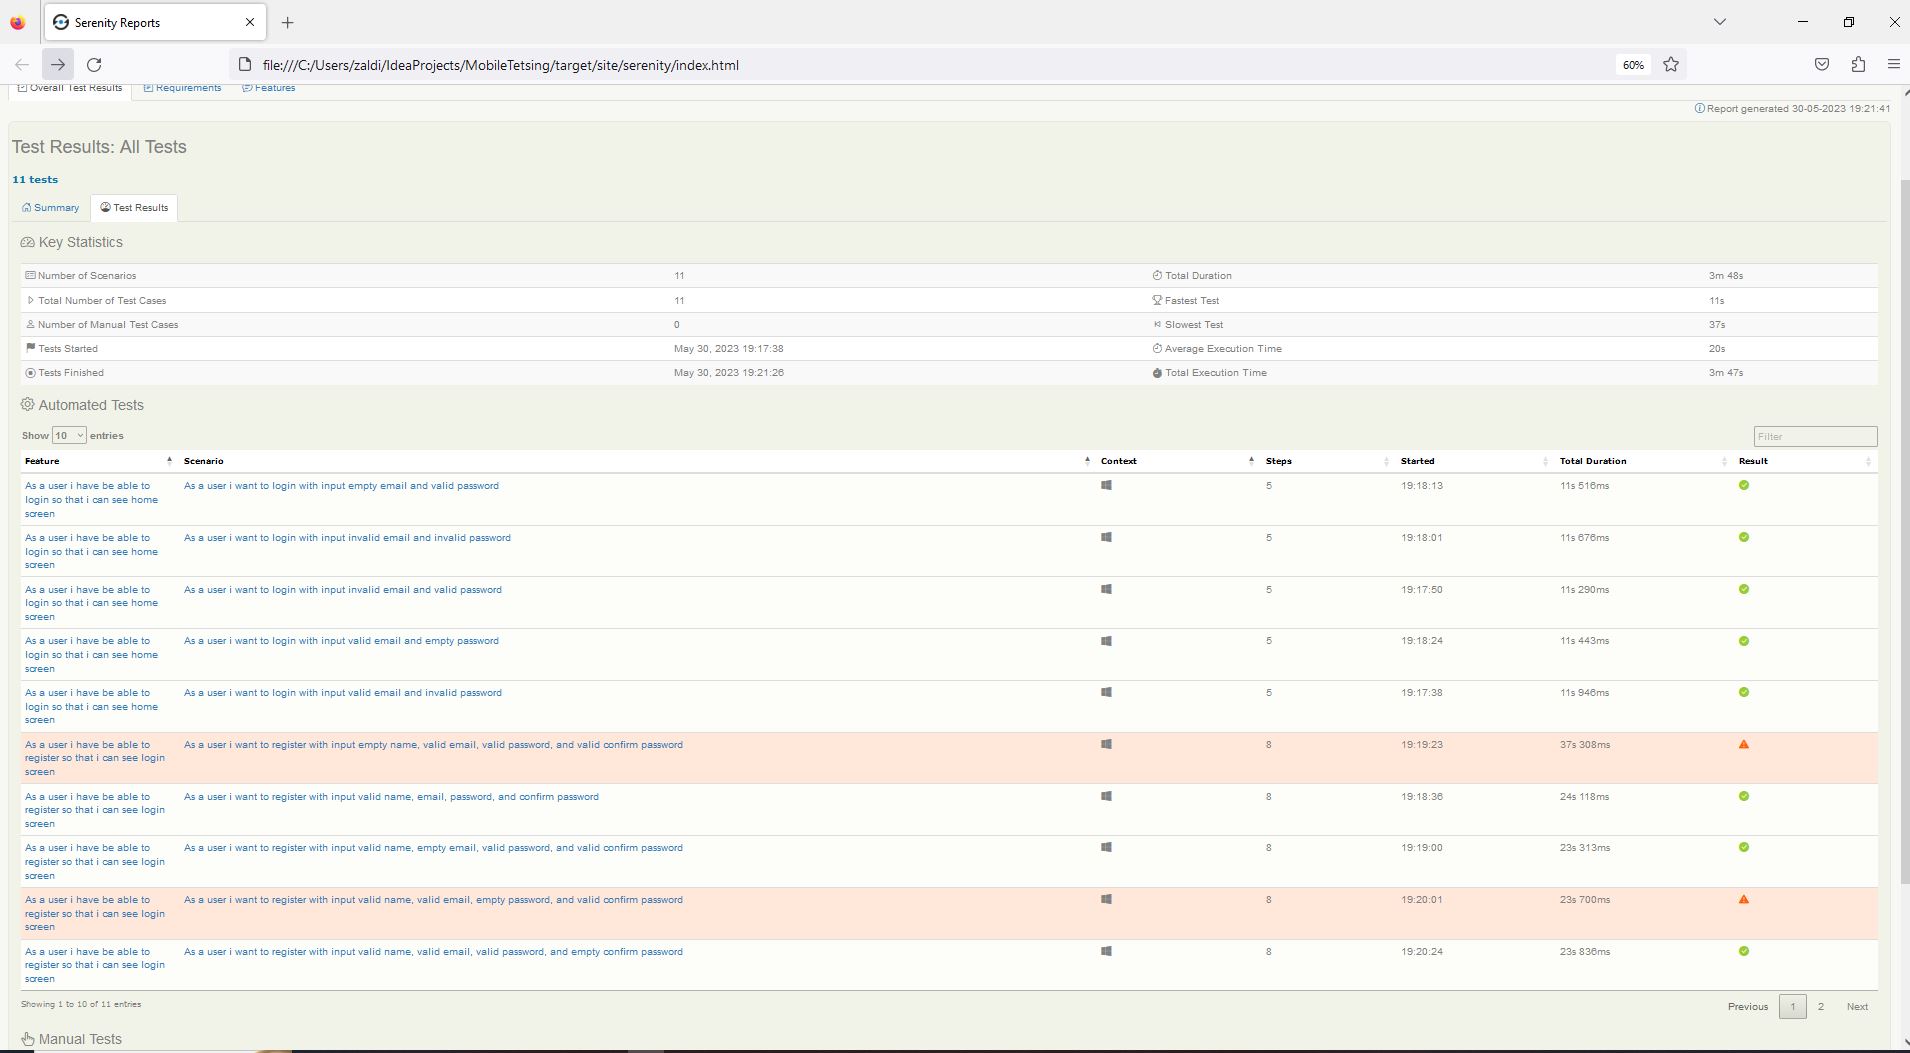 Serenity Reports
file:///C:/Users/zaldi/IdeaProjects/MobileTetsing/target/site/serenity/index.html
60%
Overall Test Results Requirements Features
Report generated 30-05-2023 19:21:41
Test Results: All Tests
11 tests
Summary Test Results
Key Statistics
Number of Scenarios 11 Total Duration 3m 48s
Total Number of Test Cases 11 Fastest Test 11s
Number of Manual Test Cases 0 Slowest Test 37s
Tests Started May 30, 2023 19:17:38 Average Execution Time 20s
Tests Finished May 30, 2023 19:21:26 Total Execution Time 3m 47s
Automated Tests
Show 10 entries Filter
Feature Scenario Context Steps Started Total Duration Result
As a user i have be able to As a user i want to login with input empty email and valid password 5 19:18:13 11s 516ms
login so that i can see home
screen
As a user i have be able to As a user i want to login with input invalid email and invalid password 5 19:18:01 11s 676ms
login so that i can see home
screen
As a user i have be able to As a user i want to login with input invalid email and valid password 5 19:17:50 11s 290ms
login so that i can see home
screen
As a user i have be able to As a user i want to login with input valid email and empty password 5 19:18:24 11s 443ms
login so that i can see home
screen
As a user i have be able to As a user i want to login with input valid email and invalid password 5 19:17:38 11s 946ms
login so that i can see home
screen
As a user i have be able to As a user i want to register with input empty name, valid email, valid password, and valid confirm password 8 19:19:23 37s 308ms
register so that i can see login
screen
As a user i have be able to As a user i want to register with input valid name, email, password, and confirm password 8 19:18:36 24s 118ms
register so that i can see login
screen
As a user i have be able to As a user i want to register with input valid name, empty email, valid password, and valid confirm password 8 19:19:00 23s 313ms
register so that i can see login
screen
As a user i have be able to As a user i want to register with input valid name, valid email, empty password, and valid confirm password 8 19:20:01 23s 700ms
register so that i can see login
screen
As a user i have be able to As a user i want to register with input valid name, valid email, valid password, and empty confirm password 8 19:20:24 23s 836ms
register so that i can see login
screen
Showing 1 to 10 of 11 entries
Previous 1 2 Next
Manual Tests